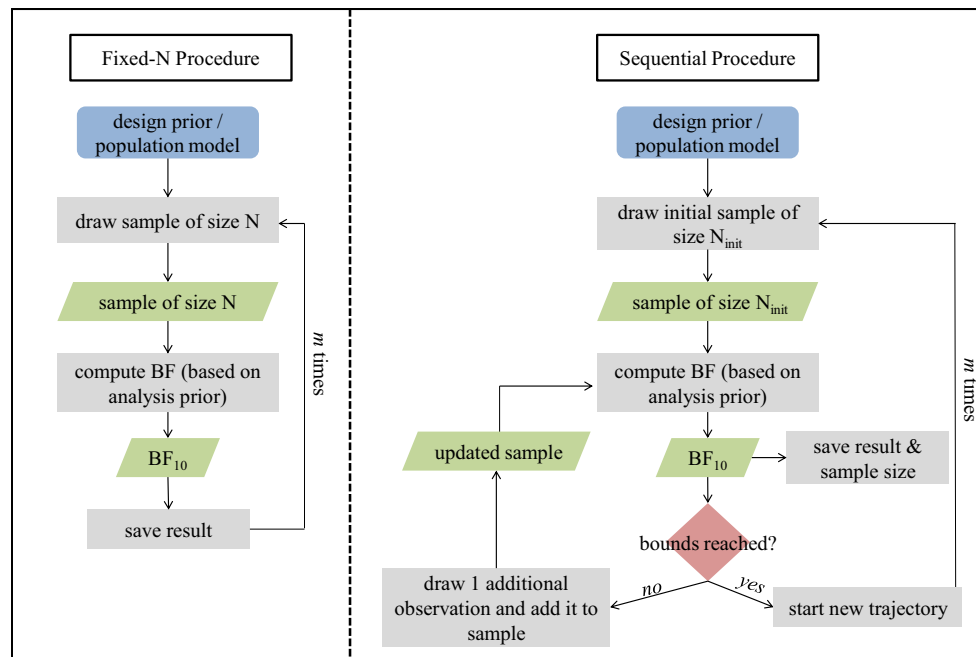 Fixed-N Procedure
design prior /
population model
draw sample of size N
sample of size N
compute BF (based on
analysis prior)
BF10
save result
m times
Sequential Procedure
design prior /
population model
draw initial sample of
size Ninit
sample of size Ninit
compute BF (based on
analysis prior)
updated sample
BF10
save result &
sample size
bounds reached?
no
yes
draw 1 additional
observation and add it to
sample
start new trajectory
m times